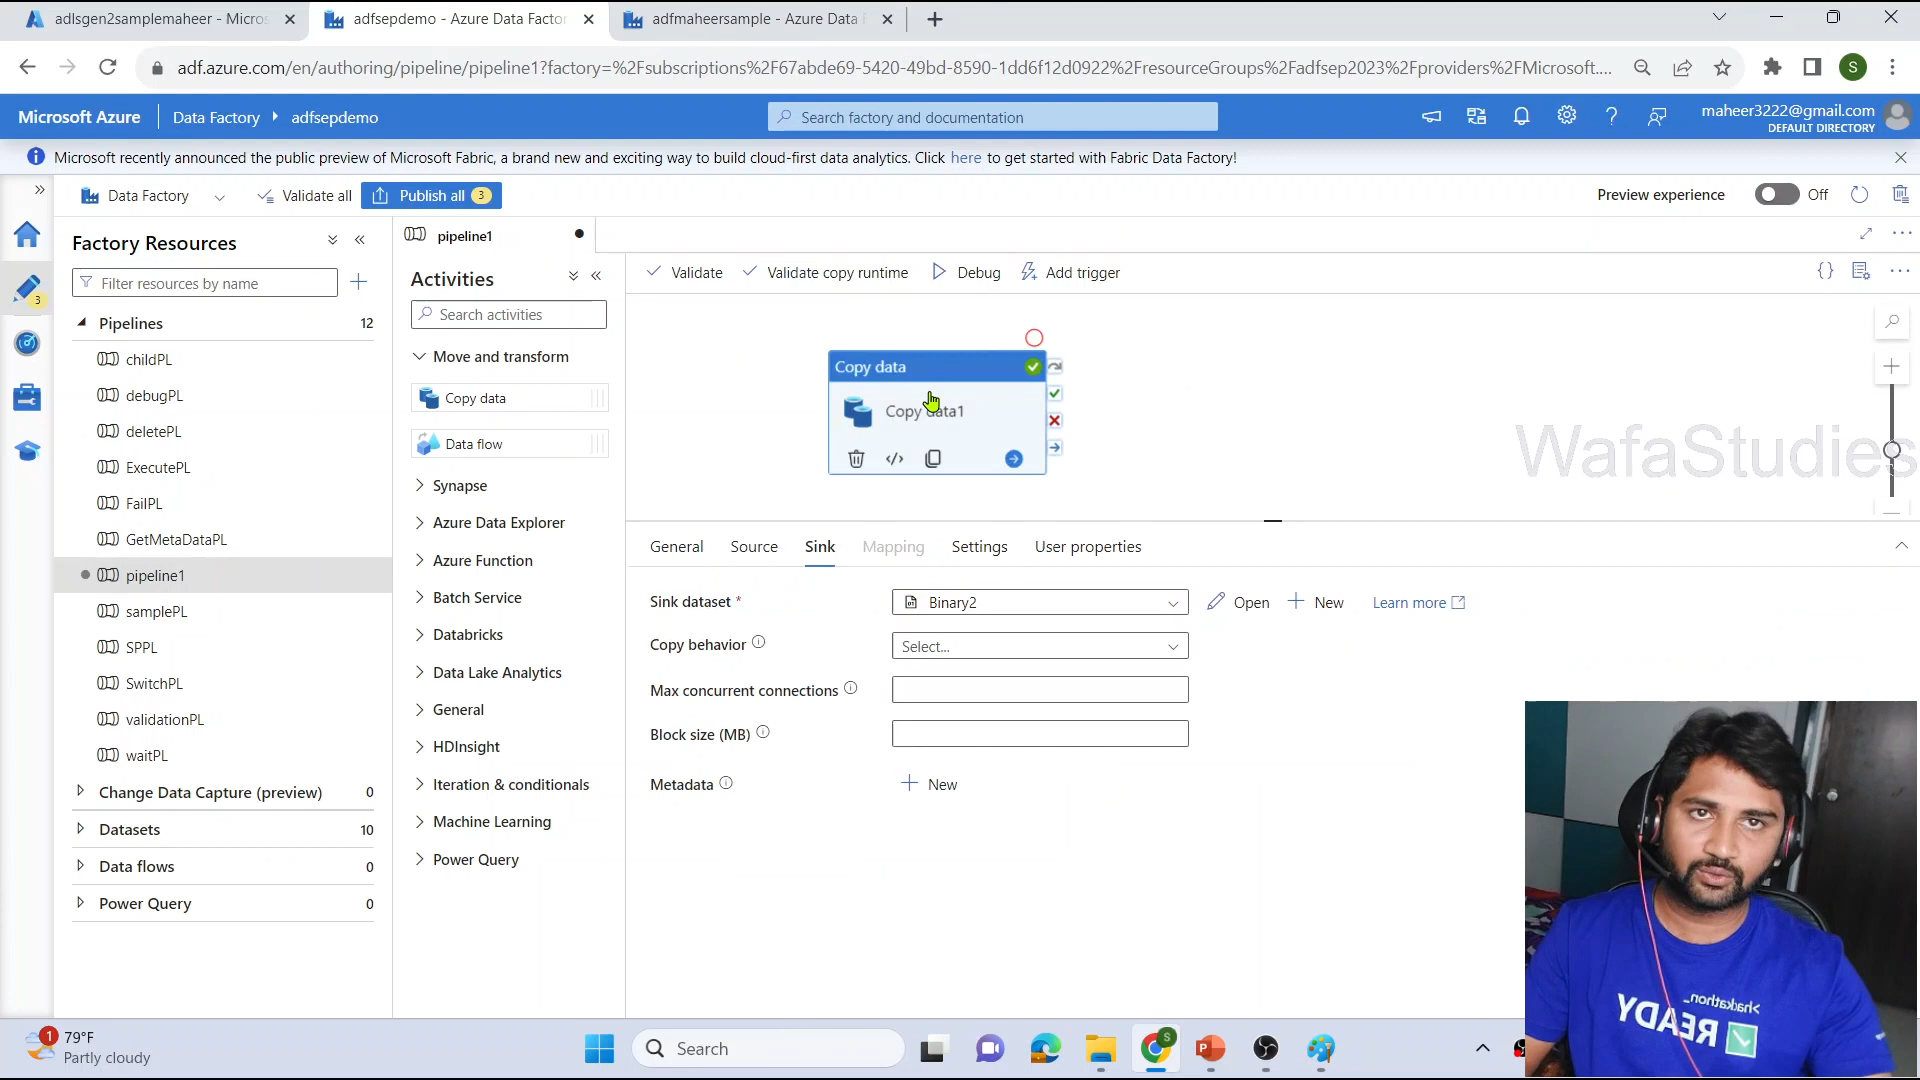 adlsgen2samplemaheer - Micros
adfsepdemo - Azure Data Factor
adfmaheersample - Azure Data F
adf.azure.com/en/authoring/pipeline/pipeline1?factory=%2Fsubscriptions%2F67abde69-5420-49bd-8590-1dd6f12d0922%2FresourceGroups%2Fadfsep2023%2Fproviders%2FMicrosoft....
S
Microsoft Azure
Data Factory
adfsepdemo
Search factory and documentation
maheer3222@gmail.com
DEFAULT DIRECTORY
Microsoft recently announced the public preview of Microsoft Fabric, a brand new and exciting way to build cloud-first data analytics. Click here to get started with Fabric Data Factory!
Data Factory
Validate all
Publish all 3
Preview experience
Off
3
Factory Resources
Filter resources by name
Pipelines 12
childPL
debugPL
deletePL
ExecutePL
FailPL
GetMetaDataPL
pipeline1
samplePL
SPPL
SwitchPL
validationPL
waitPL
Change Data Capture (preview) 0
Datasets 10
Data flows 0
Power Query 0
pipeline1
Activities
Search activities
Move and transform
Copy data
Data flow
Synapse
Azure Data Explorer
Azure Function
Batch Service
Databricks
Data Lake Analytics
General
HDInsight
Iteration & conditionals
Machine Learning
Power Query
Validate
Validate copy runtime
Debug
Add trigger
Copy data
Copy data1
WafaStudies
General
Source
Sink
Mapping
Settings
User properties
Sink dataset *
Binary2
Open
New
Learn more
Copy behavior
Select...
Max concurrent connections
Block size (MB)
Metadata
New
>hackathon_
READY
1
79°F
Partly cloudy
Search
S